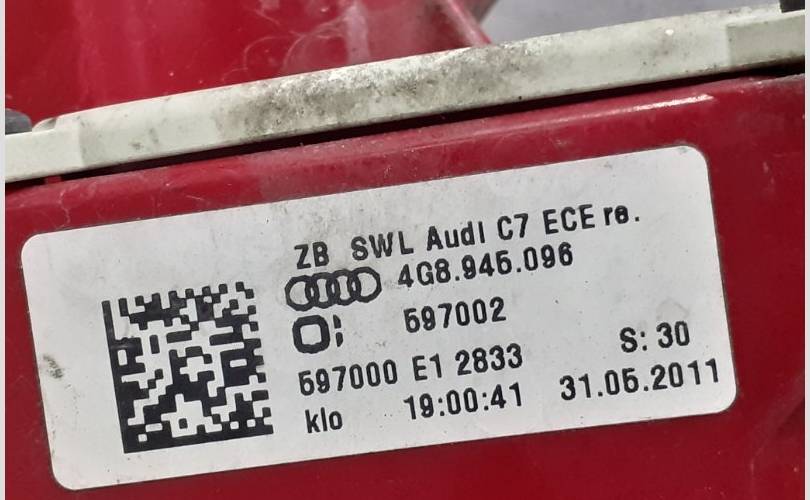 ZB SWL Audi C7 ECE re.
4G8.945.096
597002
597000 E1 2833 S: 30
klo 19:00:41 31.05.2011